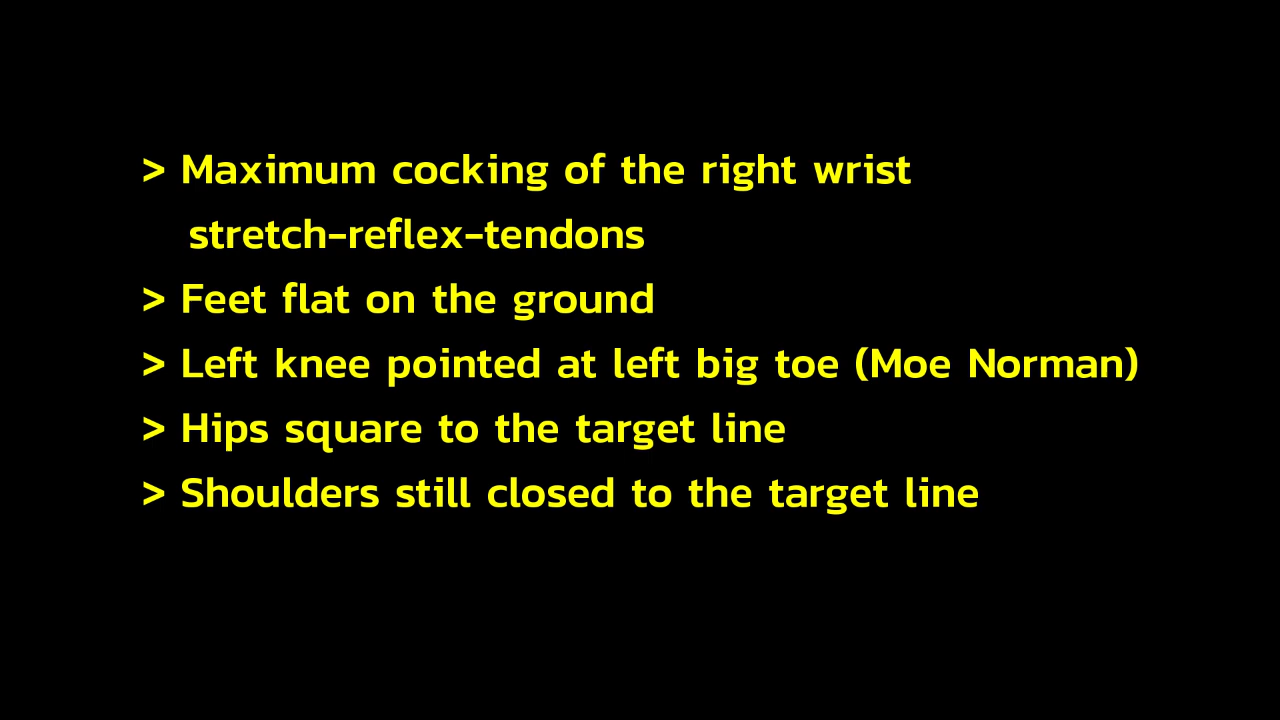 > Maximum cocking of the right wrist
stretch-reflex-tendons
> Feet flat on the ground
> Left knee pointed at left big toe (Moe Norman)
> Hips square to the target line
> Shoulders still closed to the target line